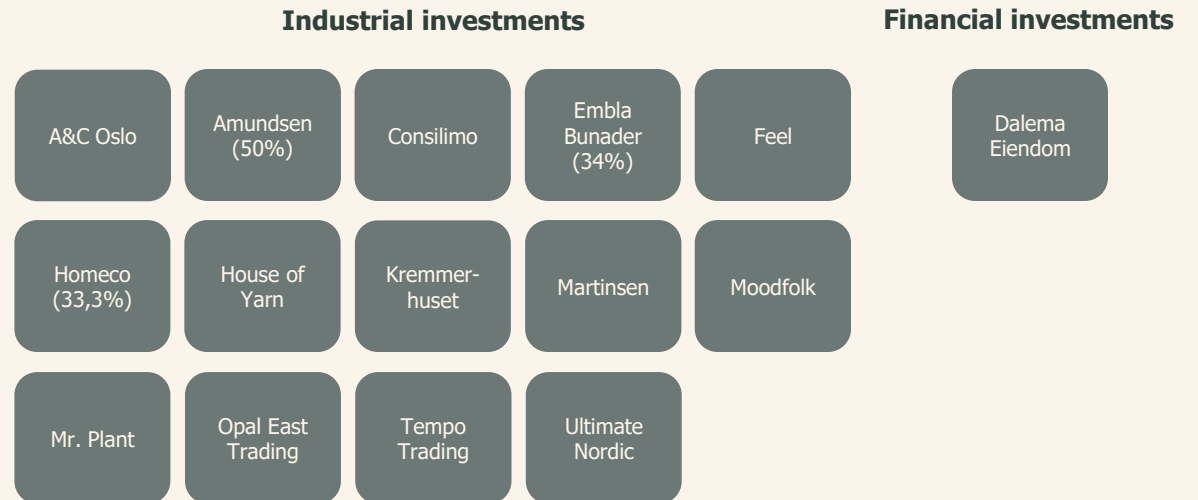 Industrial investments
Financial investments
A&C Oslo
Amundsen
(50%)
Consilimo
Embla
Bunader
(34%)
Feel
Dalema
Eiendom
Homeco
(33,3%)
House of
Yarn
Kremmer-
huset
Martinsen
Moodfolk
Mr. Plant
Opal East
Trading
Tempo
Trading
Ultimate
Nordic